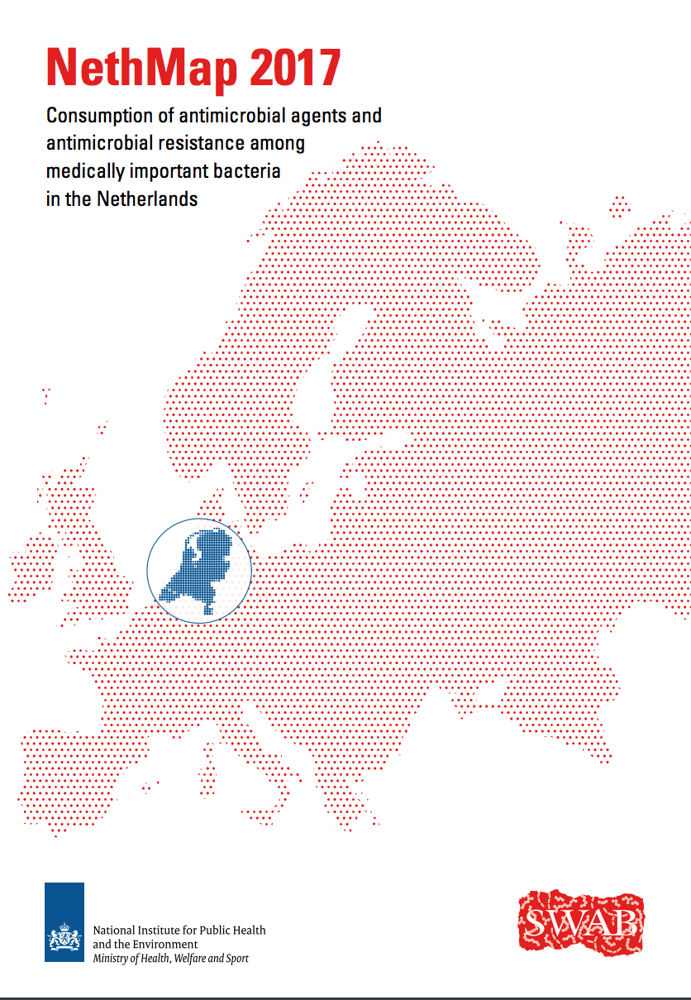 NethMap 2017
Consumption of antimicrobial agents and
antimicrobial resistance among
medically important bacteria
in the Netherlands
National Institute for Public Health
and the Environment
Ministry of Health, Welfare and Sport
SWAB